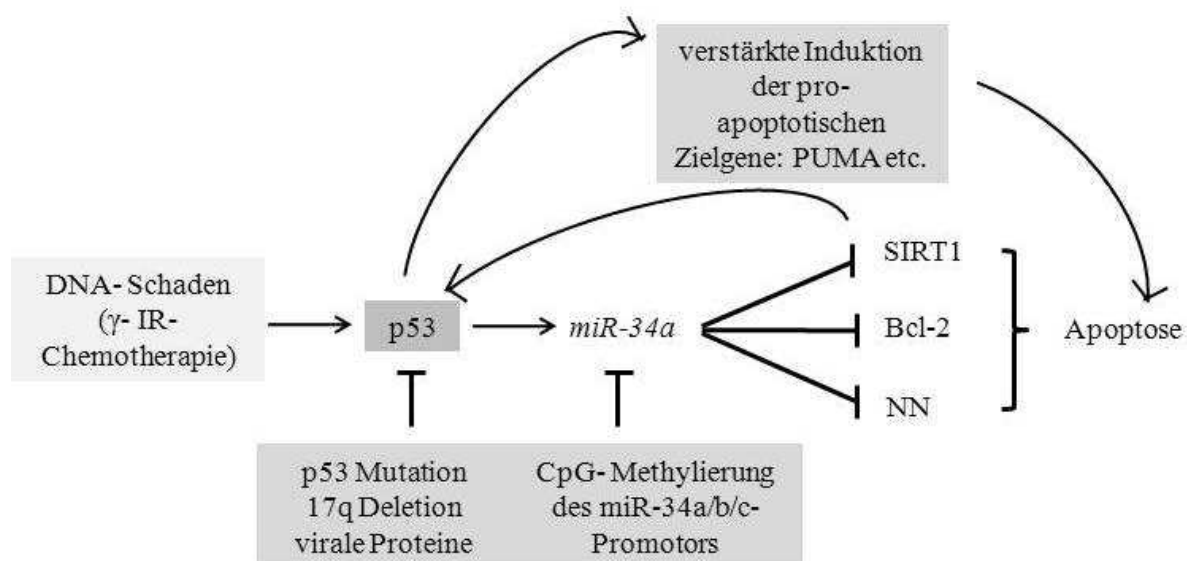 verstärkte Induktion
der pro-
apoptotischen
Zielgene: PUMA etc.
DNA- Schaden
(γ- IR-
Chemotherapie)
p53
miR-34a
SIRT1
Bcl-2
NN
Apoptose
p53 Mutation
17q Deletion
virale Proteine
CpG- Methylierung
des miR-34a/b/c-
Promotors